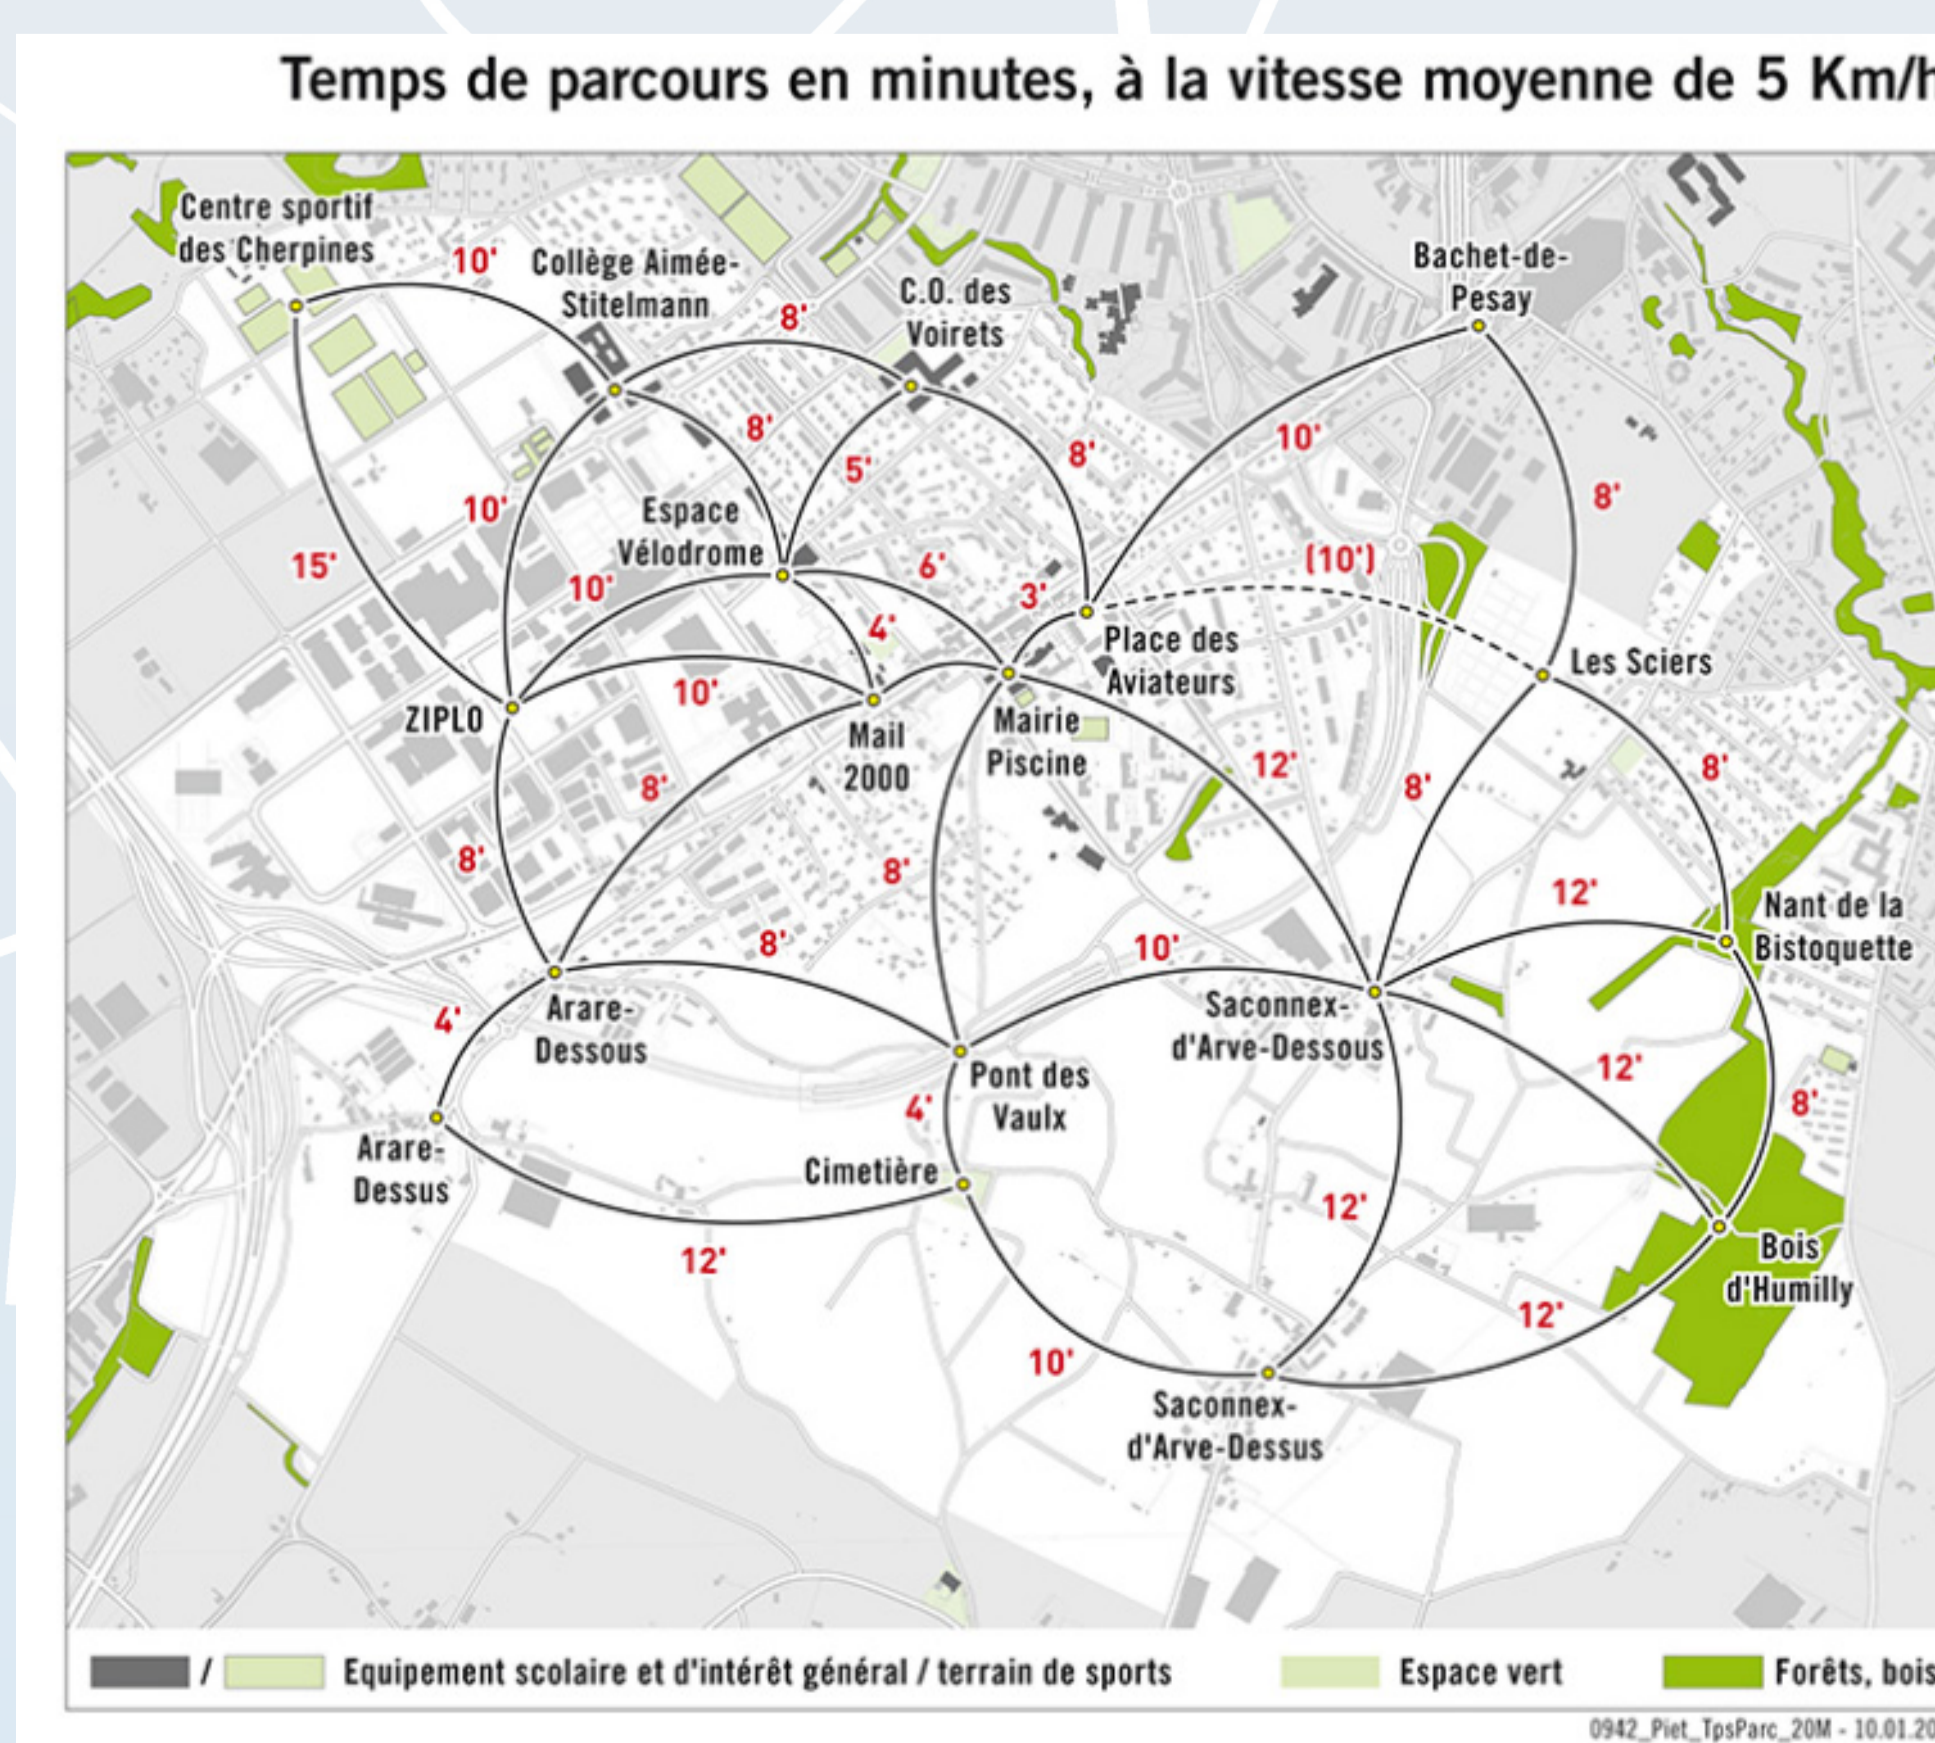 Temps de parcours en minutes, à la vitesse moyenne de 5 Km/h
Centre sportif
des Cherpines
10'
Collège Aimée-
Stitelmann
8'
C.O. des
Voirets
Bachet-de-
Pesay
8'
5'
8'
10'
8'
10'
Espace
Vélodrome
15'
10'
6'
3'
(10')
4'
Place des
Aviateurs
Les Sciers
ZIPLO
10'
Mail
2000
Mairie
Piscine
12'
8'
8'
8'
8'
8'
12'
8'
10'
Nant de la
Bistoquette
4'
Arare-
Dessous
Saconnex-
d'Arve-Dessous
12'
Pont des
Vaulx
4'
8'
Arare-
Dessus
Cimetière
12'
12'
Bois
d'Humilly
12'
10'
Saconnex-
d'Arve-Dessus
/ Equipement scolaire et d'intérêt général / terrain de sports
Espace vert
Forêts, bois
0942_Piet_TpsParc_20M - 10.01.20